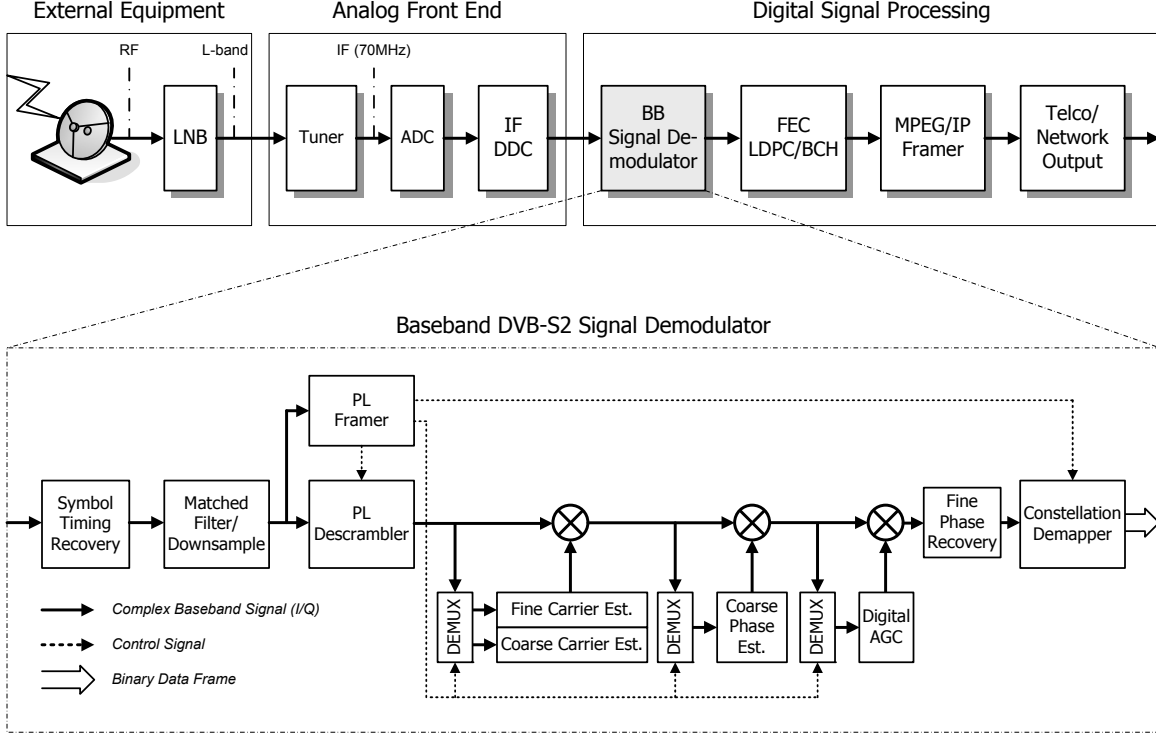 External Equipment
Analog Front End
Digital Signal Processing
RF
L-band
IF (70MHz)
LNB
Tuner
ADC
IF
DDC
BB
Signal De-
modulator
FEC
LDPC/BCH
MPEG/IP
Framer
Telco/
Network
Output
Baseband DVB-S2 Signal Demodulator
PL
Framer
Symbol
Timing
Recovery
Matched
Filter/
Downsample
PL
Descrambler
Fine
Phase
Recovery
Constellation
Demapper
DEMUX
Fine Carrier Est.
Coarse Carrier Est.
DEMUX
Coarse
Phase
Est.
DEMUX
Digital
AGC
Complex Baseband Signal (I/Q)
Control Signal
Binary Data Frame